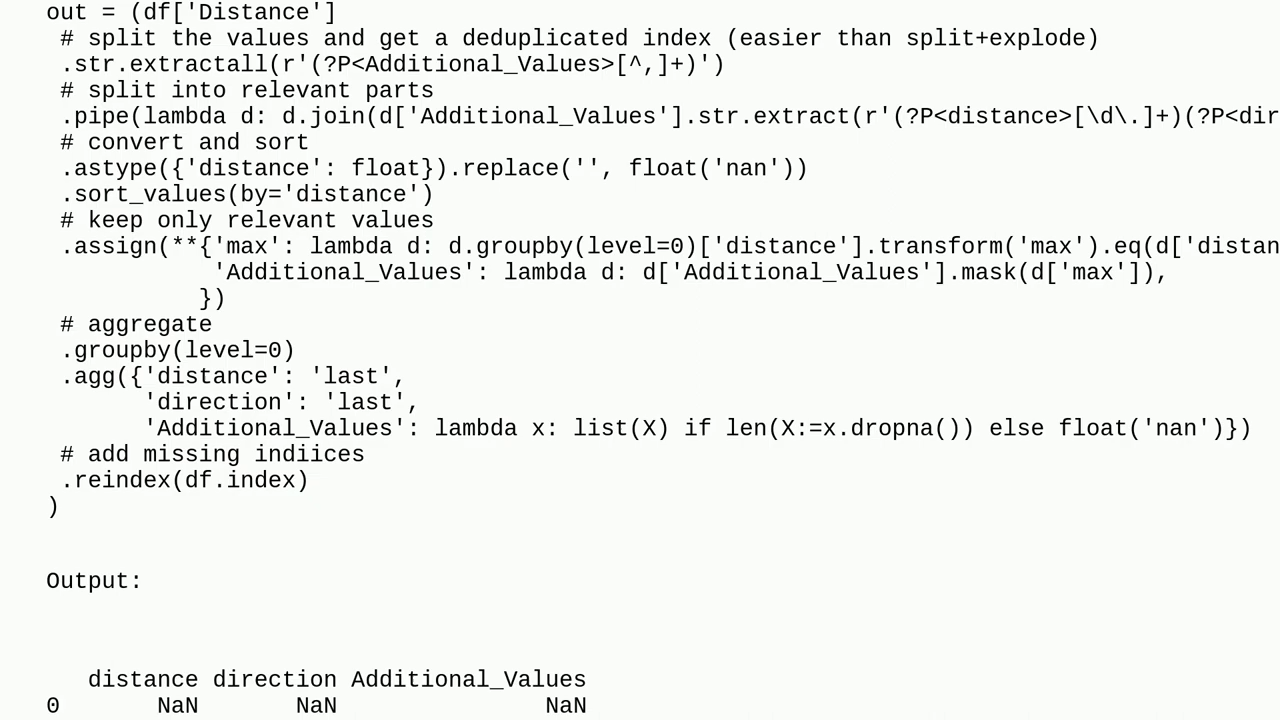 out = (df['Distance']
# split the values and get a deduplicated index (easier than split+explode)
.str.extractall(r'(?P<Additional_Values>[^,]+)')
# split into relevant parts
.pipe(lambda d: d.join(d['Additional_Values'].str.extract(r'(?P<distance>[\d\.]+)(?P<dir
# convert and sort
.astype({'distance': float}).replace('', float('nan'))
.sort_values(by='distance')
# keep only relevant values
.assign(**{'max': lambda d: d.groupby(level=0)['distance'].transform('max').eq(d['distan
'Additional_Values': lambda d: d['Additional_Values'].mask(d['max']),
})
# aggregate
.groupby(level=0)
.agg({'distance': 'last',
'direction': 'last',
'Additional_Values': lambda x: list(X) if len(X:=x.dropna()) else float('nan')})
# add missing indiices
.reindex(df.index)
)
Output:
distance direction Additional_Values
0 NaN NaN NaN